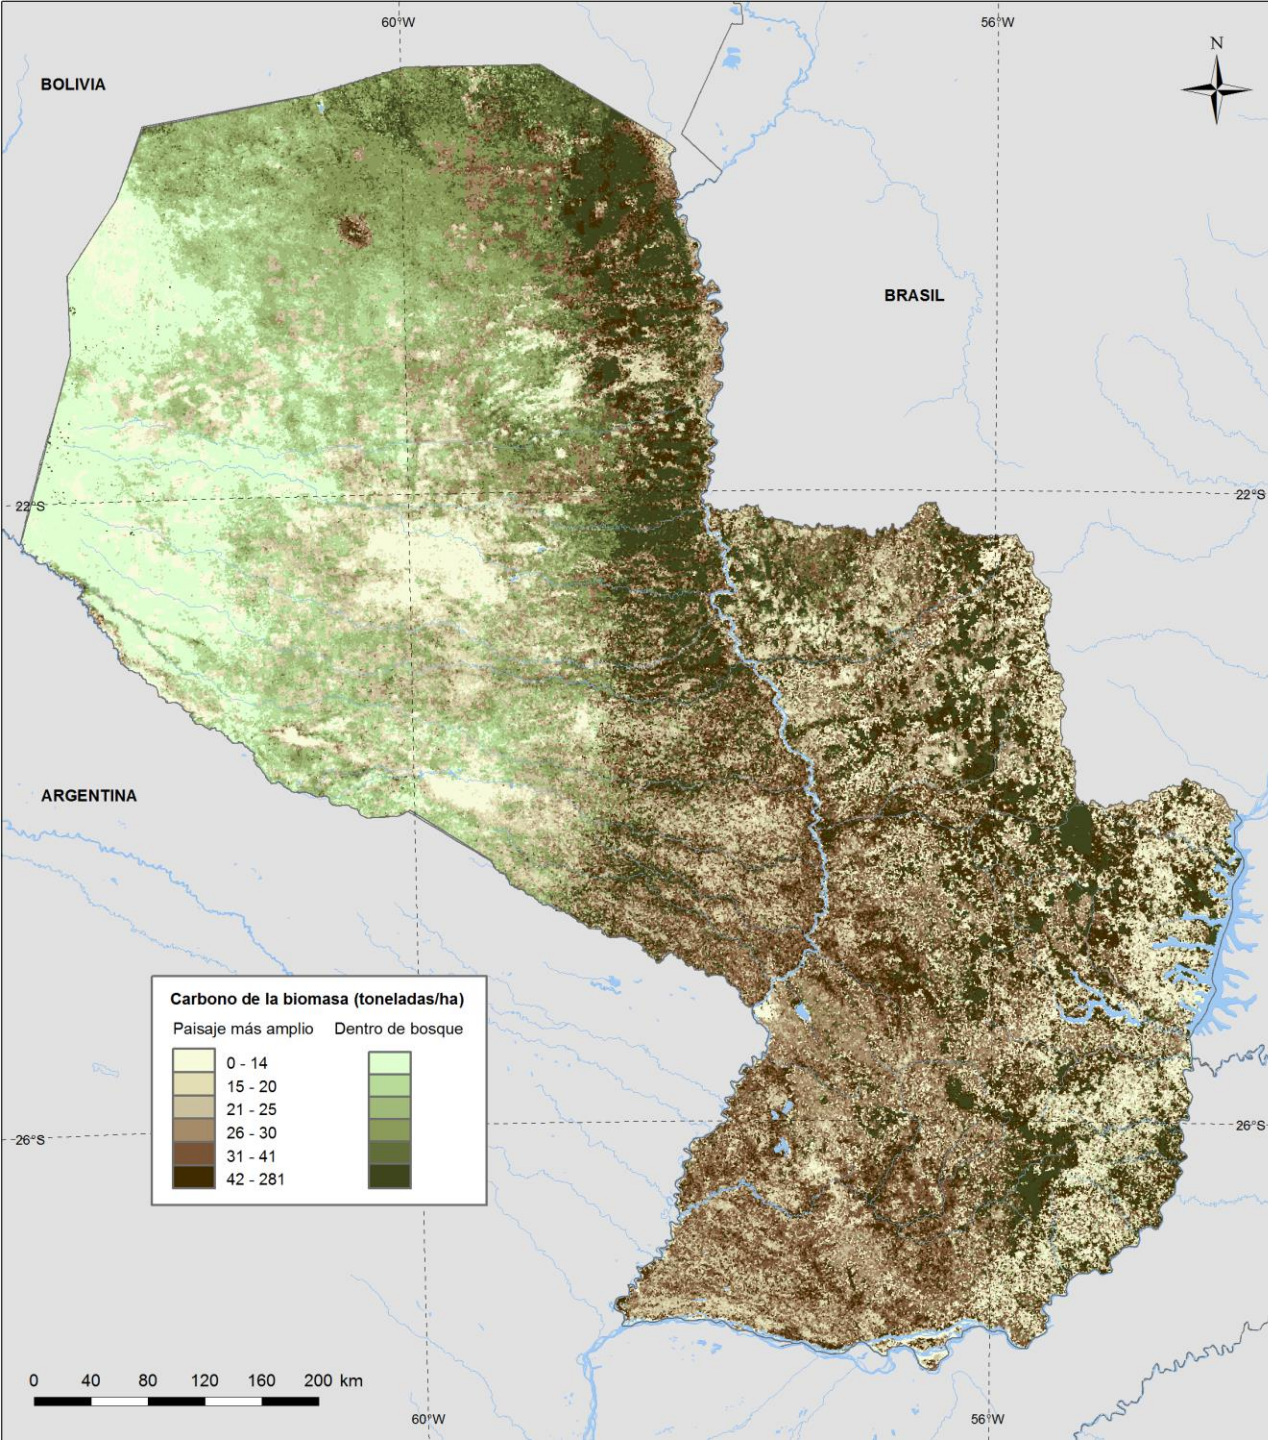 60°W
56°W
N
BOLIVIA
BRASIL
22°S
22°S
ARGENTINA
Carbono de la biomasa (toneladas/ha)
Paisaje más amplio Dentro de bosque
0 - 14
15 - 20
21 - 25
26 - 30
31 - 41
42 - 281
26°S
26°S
0 40 80 120 160 200 km
60°W
56°W